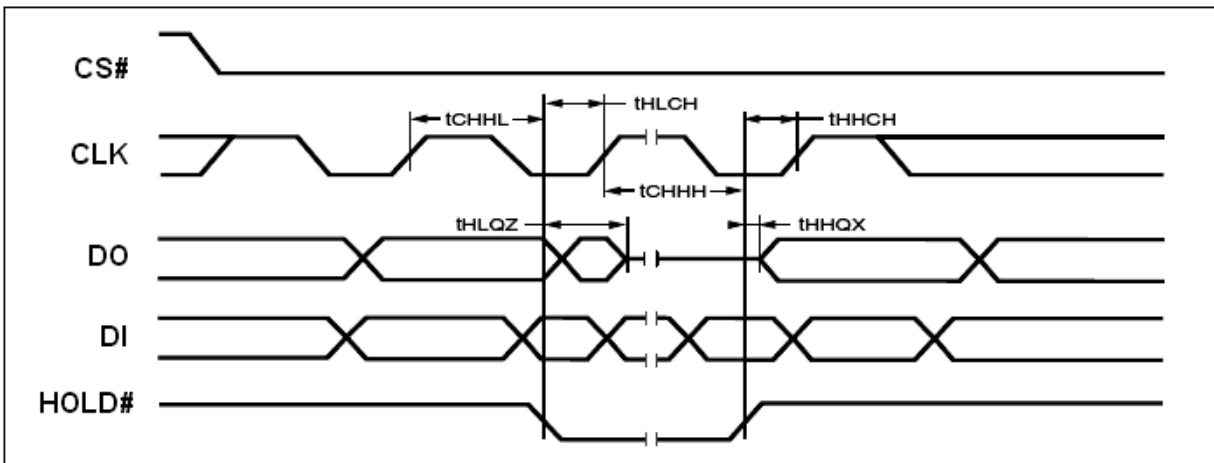 CS#
tHLCH
tCHHL
tHHCH
CLK
tCHHH
tHLQZ
tHHQX
DO
DI
HOLD#